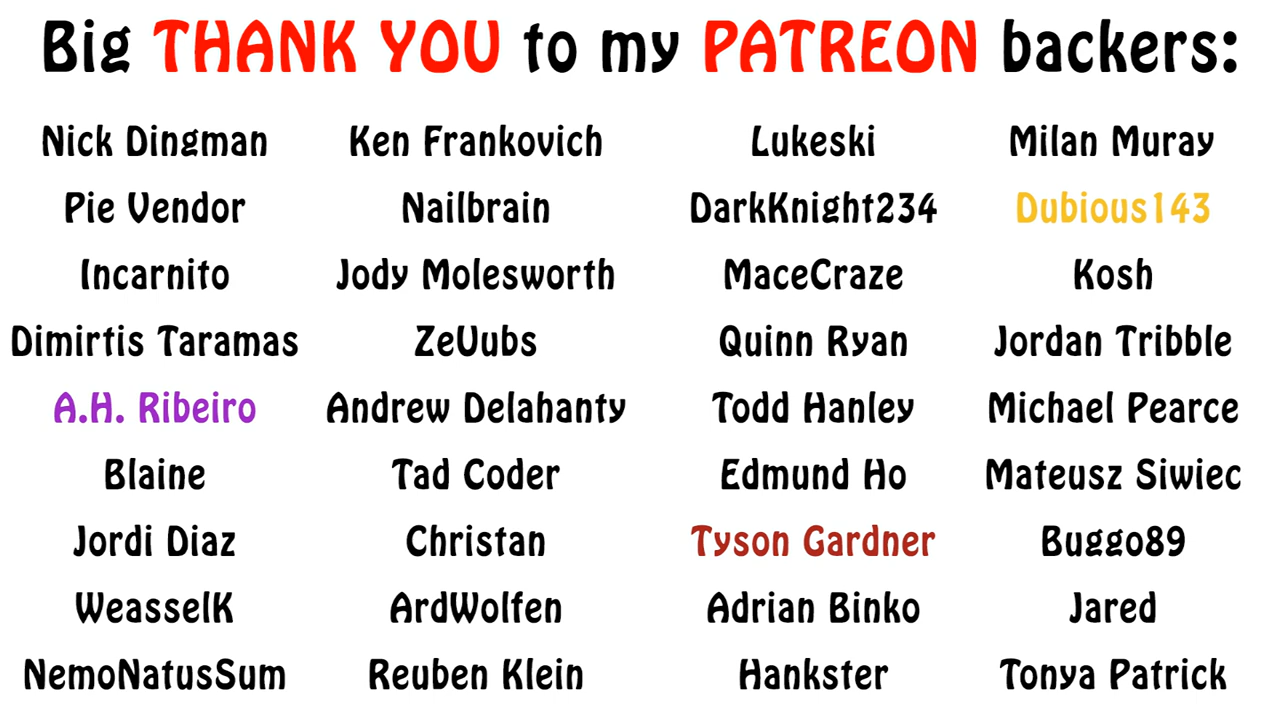 Big THANK YOU to my PATREON backers:
Nick Dingman Ken Frankovich Lukeski Milan Muray
Pie Vendor Nailbrain DarkKnight234 Dubious143
Incarnito Jody Molesworth MaceCraze Kosh
Dimirtis Taramas ZeVubs Quinn Ryan Jordan Tribble
A.H. Ribeiro Andrew Delahanty Todd Hanley Michael Pearce
Blaine Tad Coder Edmund Ho Mateusz Siwiec
Jordi Diaz Christan Tyson Gardner Buggo89
WeasselK ArdWolfen Adrian Binko Jared
NemoNatusSum Reuben Klein Hankster Tonya Patrick